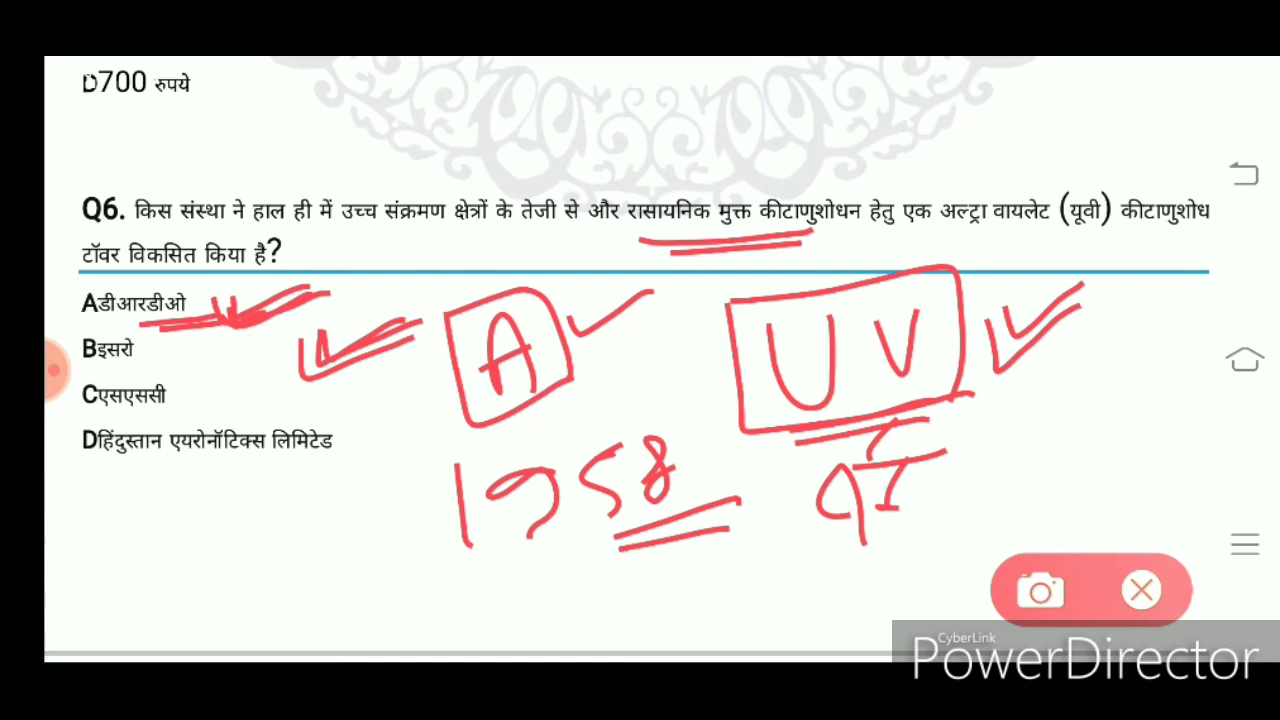 D700 रुपये
Q6. किस संस्था ने हाल ही में उच्च संक्रमण क्षेत्रों के तेजी से और रासायनिक मुक्त कीटाणुशोधन हेतु एक अल्ट्रा वायलेट (यूवी) कीटाणुशोध
टॉवर विकसित किया है?
Aडीआरडीओ
Bइसरो
Cएसएससी
Dहिंदुस्तान एयरोनॉटिक्स लिमिटेड
A
UV
1958
CyberLink
PowerDirector